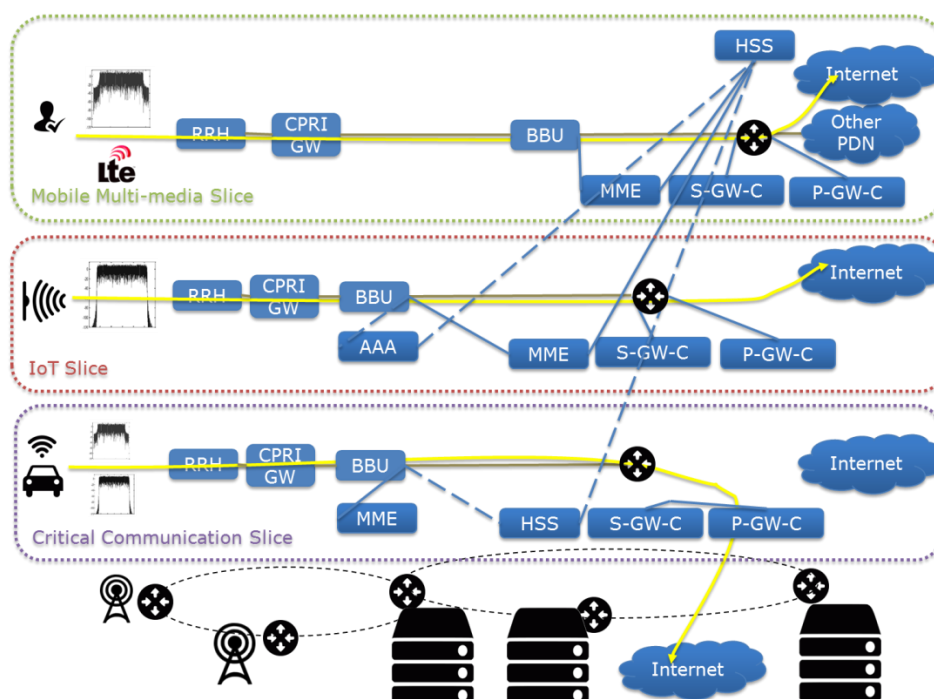 HSS
Internet
RRH
CPRI
GW
BBU
Other
PDN
Lte
MME
S-GW-C
P-GW-C
Mobile Multi-media Slice
RRH
CPRI
GW
BBU
Internet
AAA
MME
S-GW-C
P-GW-C
IoT Slice
RRH
CPRI
GW
BBU
Internet
MME
HSS
S-GW-C
P-GW-C
Critical Communication Slice
Internet